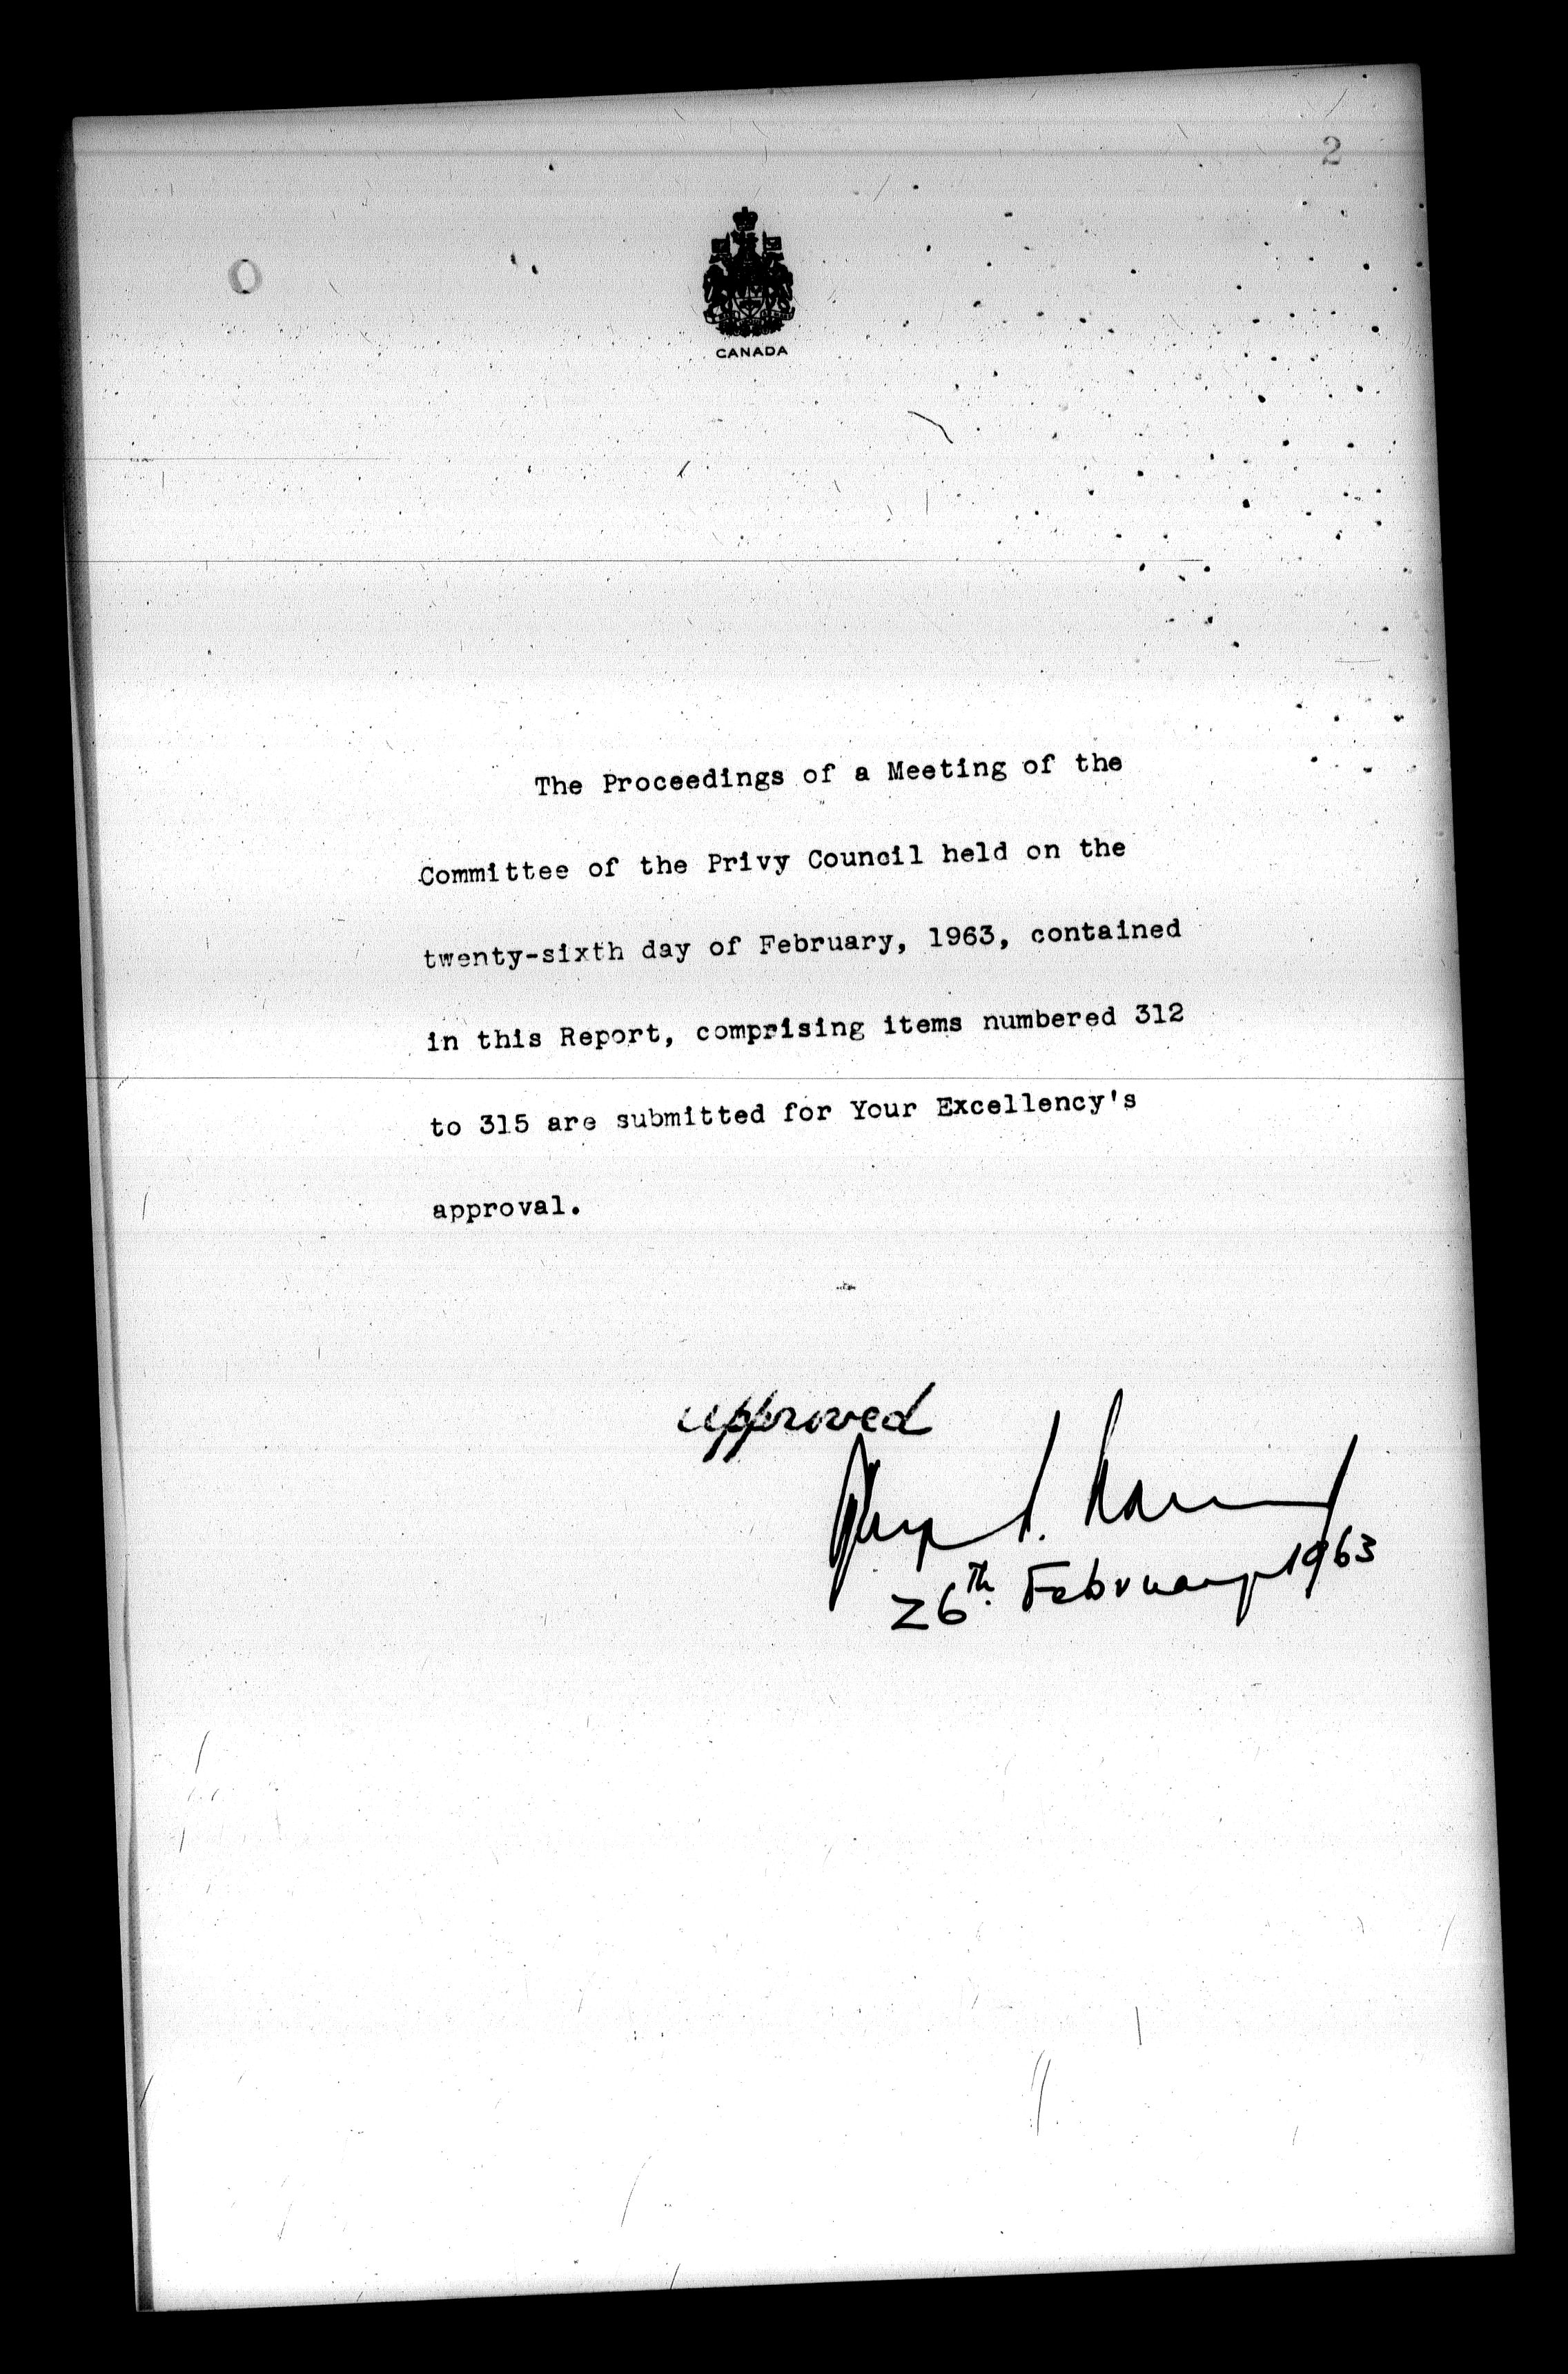 2
O
CANADA
The Proceedings of a Meeting of the
Committee of the Privy Council held on the
twenty-sixth day of February, 1963, contained
in this Report, comprising items numbered 312
to 315 are submitted for Your Excellency's
approval.
approved
26th. February 1963